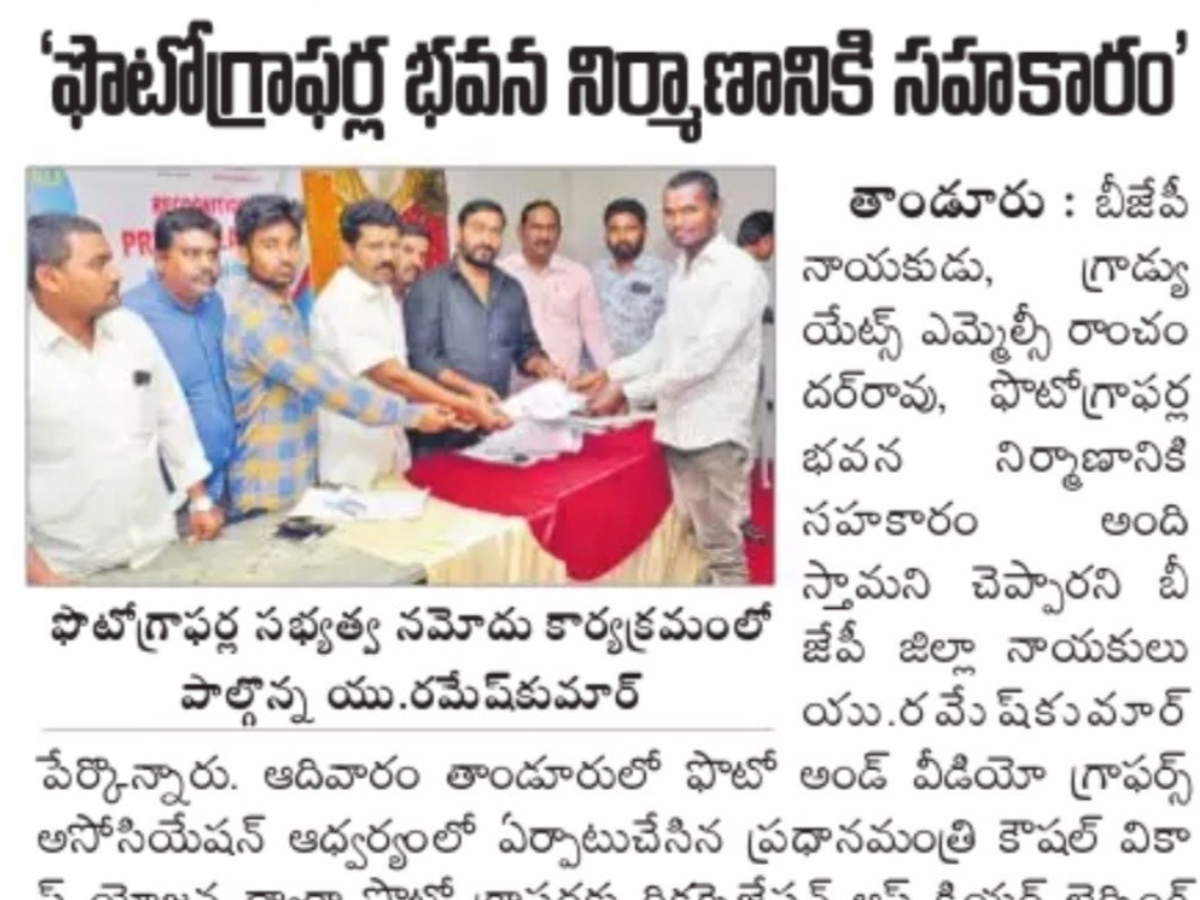 ‘ఫొటోగ్రాఫర్ల భవన నిర్మాణానికి సహకారం’
RECOGNITION
PR
ఫొటోగ్రాఫర్ల సభ్యత్వ నమోదు కార్యక్రమంలో
పాల్గొన్న యు.రమేష్‌కుమార్
తాండూరు : బీజేపీ
నాయకుడు, గ్రాడ్యు
యేట్స్ ఎమ్మెల్సీ రాంచం
దర్‌రావు, ఫొటోగ్రాఫర్ల
భవన నిర్మాణానికి
సహకారం అంది
స్తామని చెప్పారని బీ
జేపీ జిల్లా నాయకులు
యు.రమేష్‌కుమార్
పేర్కొన్నారు. ఆదివారం తాండూరులో ఫొటో అండ్ వీడియో గ్రాఫర్స్
అసోసియేషన్ ఆధ్వర్యంలో ఏర్పాటుచేసిన ప్రధానమంత్రి కౌషల్ వికా